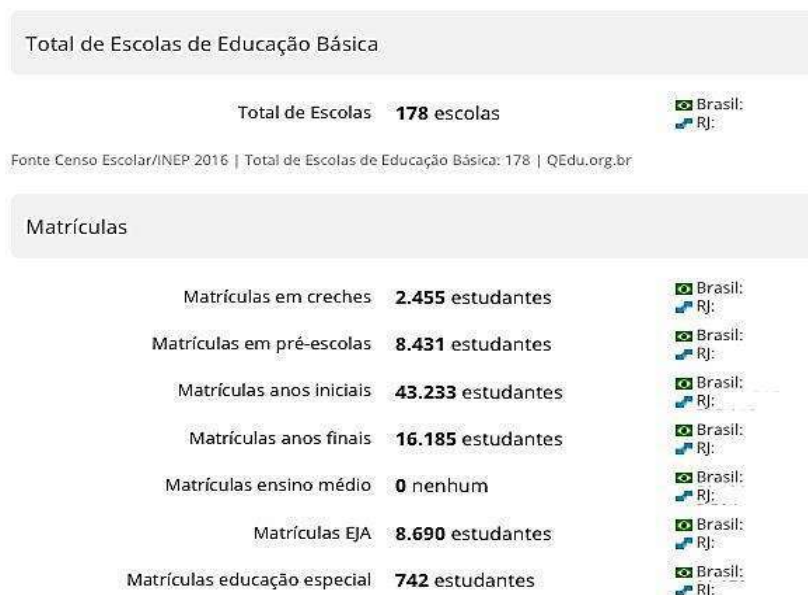 Total de Escolas de Educação Básica
Total de Escolas 178 escolas Brasil:
RJ:
Fonte Censo Escolar/INEP 2016 | Total de Escolas de Educação Básica: 178 | QEdu.org.br
Matrículas
Matrículas em creches 2.455 estudantes Brasil:
RJ:
Matrículas em pré-escolas 8.431 estudantes Brasil:
RJ:
Matrículas anos iniciais 43.233 estudantes Brasil:
RJ:
Matrículas anos finais 16.185 estudantes Brasil:
RJ:
Matrículas ensino médio 0 nenhum Brasil:
RJ:
Matrículas EJA 8.690 estudantes Brasil:
RJ:
Matrículas educação especial 742 estudantes Brasil:
RJ: